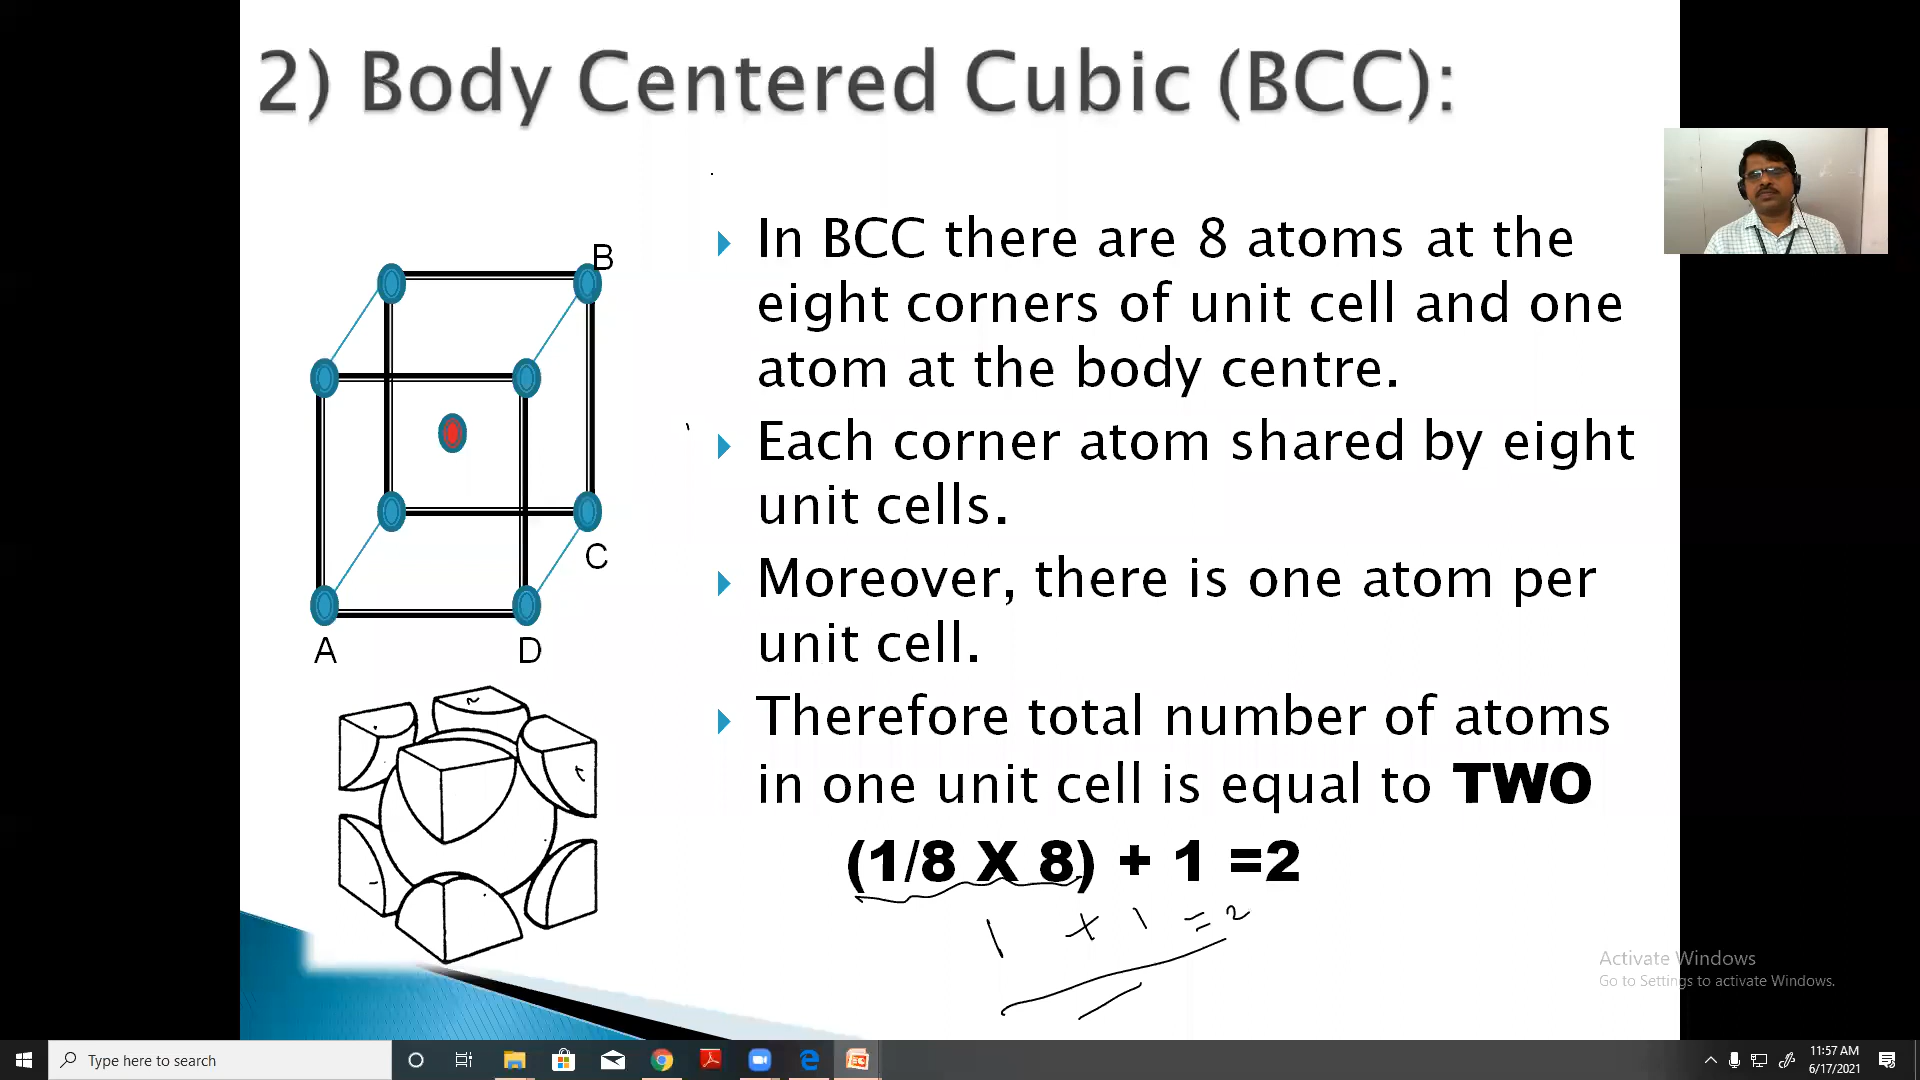 2) Body Centered Cubic (BCC):
B
C
A
D
In BCC there are 8 atoms at the
eight corners of unit cell and one
atom at the body centre.
Each corner atom shared by eight
unit cells.
Moreover, there is one atom per
unit cell.
Therefore total number of atoms
in one unit cell is equal to TWO
(1/8 X 8) + 1 =2
1 + 1 = 2
Activate Windows
Go to Settings to activate Windows.
Type here to search
11:57 AM
6/17/2021